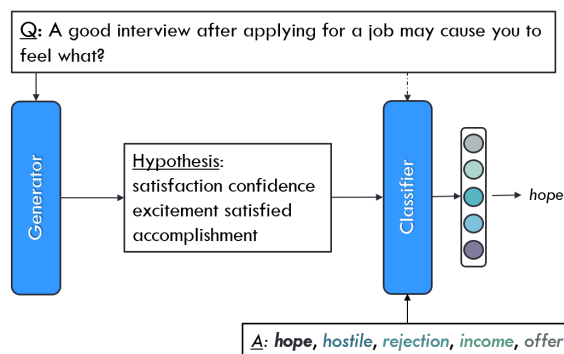 Q: A good interview after applying for a job may cause you to
feel what?
Generator
Hypothesis:
satisfaction confidence
excitement satisfied
accomplishment
Classifier
hope
A: hope, hostile, rejection, income, offer